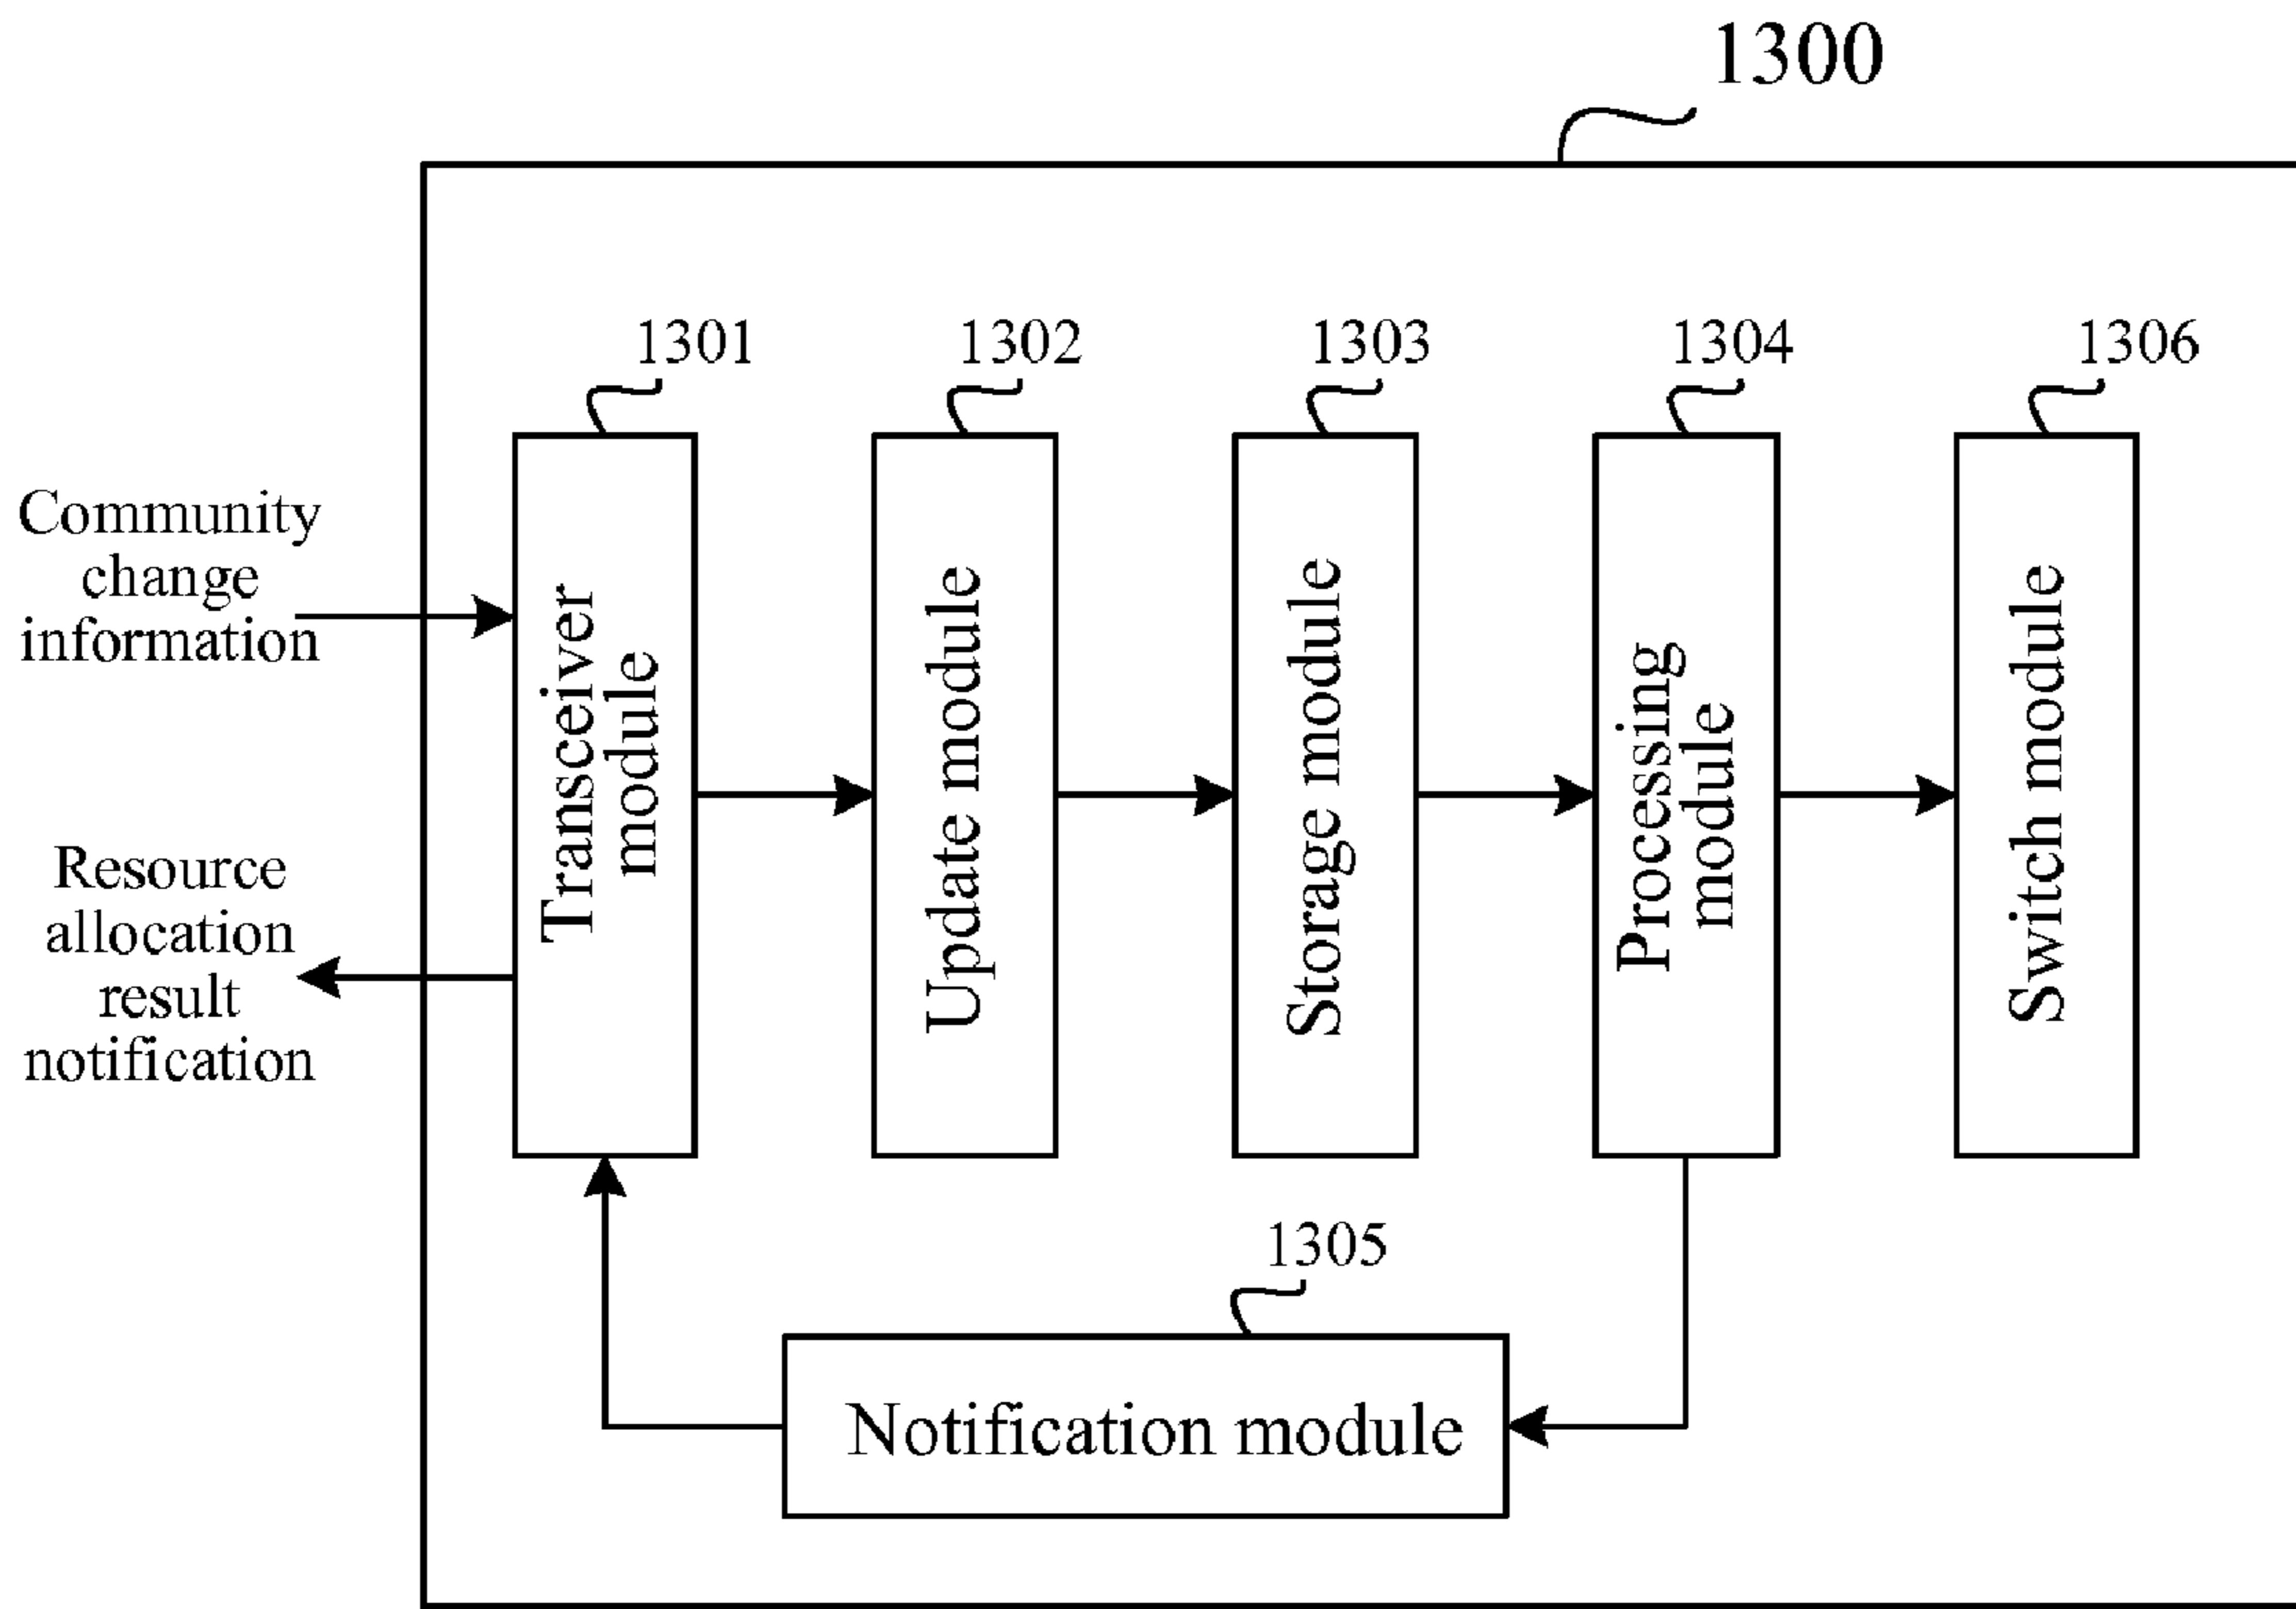 1300
1301
1302
1303
1304
1306
Community
change
information
Resource
allocation
result
notification
Transceiver
module
Update module
Storage module
Processing
module
Switch module
1305
Notification module